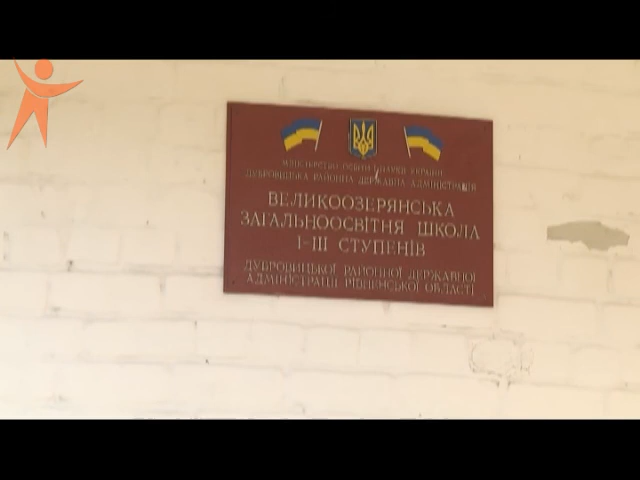 МІНІСТЕРСТВО ОСВІТИ І НАУКИ УКРАЇНИ
ДУБРОВИЦЬКА РАЙОННА ДЕРЖАВНА АДМІНІСТРАЦІЯ
ВЕЛИКООЗЕРЯНСЬКА
ЗАГАЛЬНООСВІТНЯ ШКОЛА
І-ІІІ СТУПЕНІВ
ДУБРОВИЦЬКОЇ РАЙОННОЇ ДЕРЖАВНОЇ
АДМІНІСТРАЦІЇ РІВНЕНСЬКОЇ ОБЛАСТІ